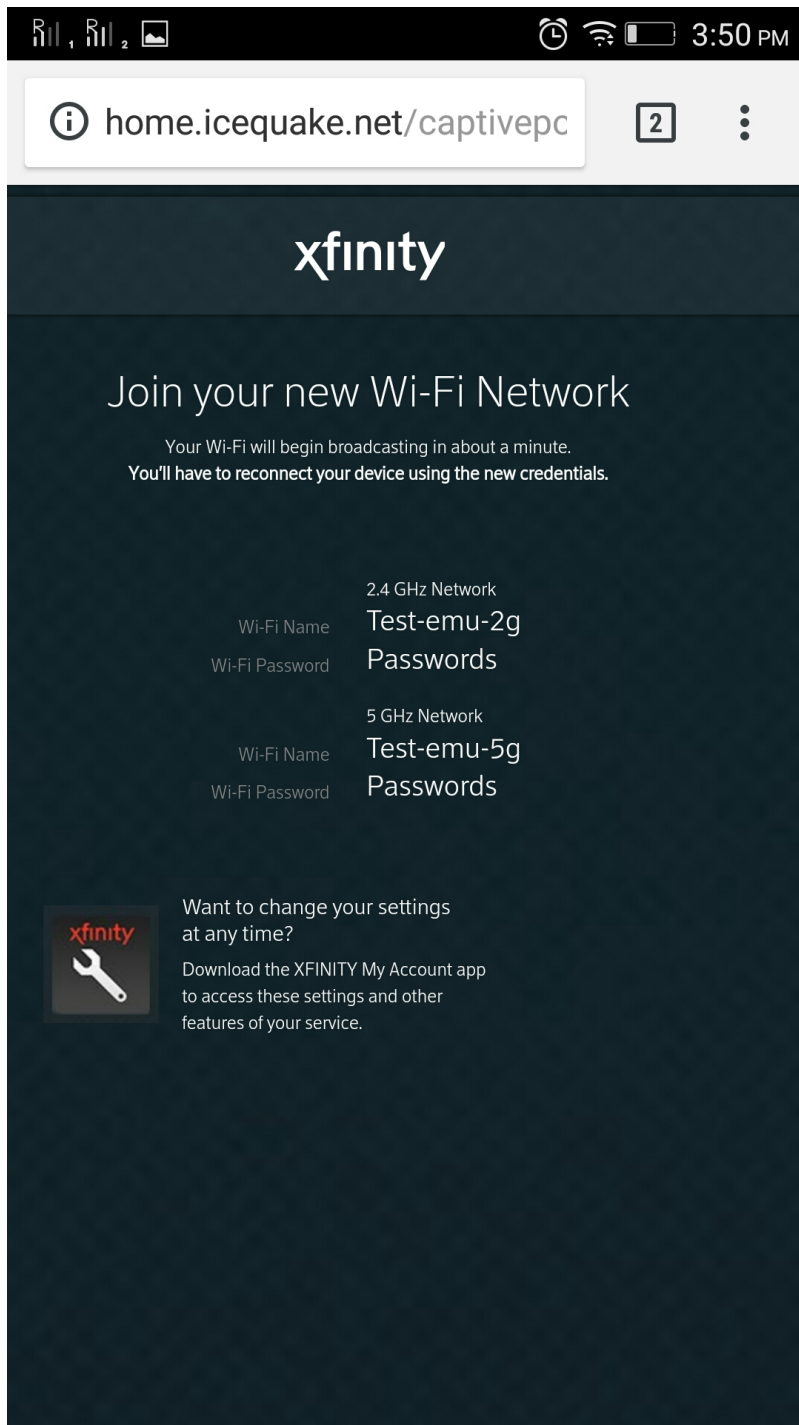 R 1 R 2 3:50 PM
home.icequake.net/captivepo
2
xfinity
Join your new Wi-Fi Network
Your Wi-Fi will begin broadcasting in about a minute.
You'll have to reconnect your device using the new credentials.
2.4 GHz Network
Wi-Fi Name Test-emu-2g
Wi-Fi Password Passwords
5 GHz Network
Wi-Fi Name Test-emu-5g
Wi-Fi Password Passwords
Want to change your settings
at any time?
xfinity
Download the XFINITY My Account app
to access these settings and other
features of your service.